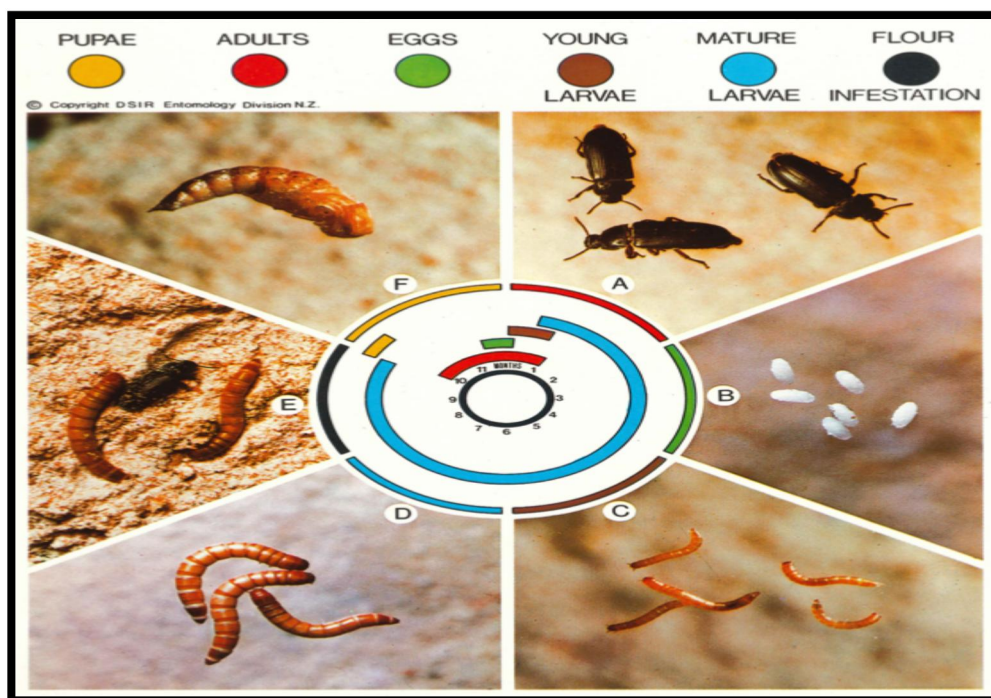 PUPAE
ADULTS
EGGS
YOUNG
LARVAE
MATURE
LARVAE
FLOUR
INFESTATION
© Copyright DSIR Entomology Division N.Z.
F
A
11 MONTHS 1
10
2
9
3
8
4
7
5
6
E
B
D
C